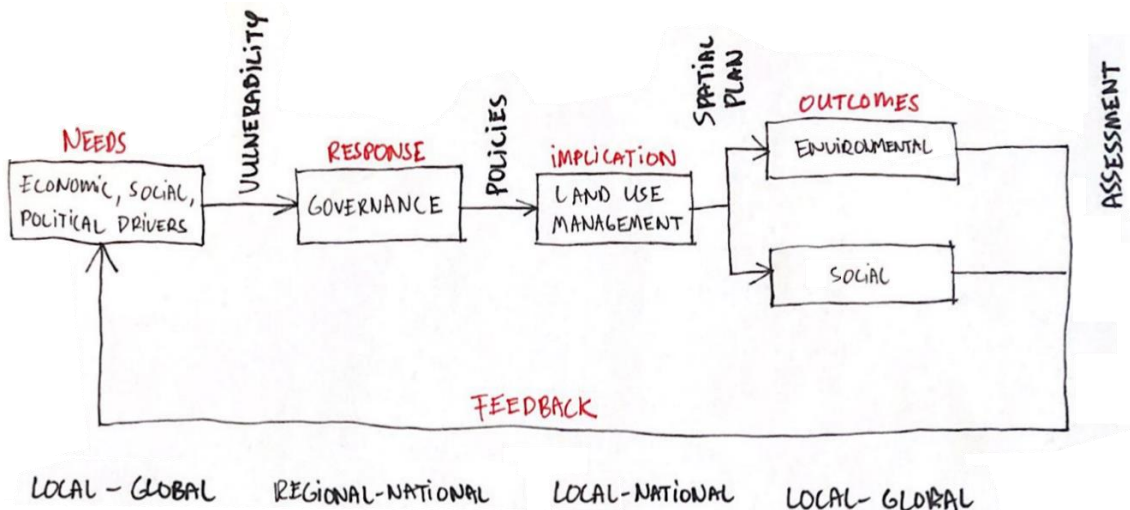 NEEDS
ECONOMIC, SOCIAL,
POLITICAL DRIVERS
VULNERABILITY
RESPONSE
GOVERNANCE
POLICIES
IMPLICATION
LAND USE
MANAGEMENT
SPATIAL
PLAN
OUTCOMES
ENVIRONMENTAL
SOCIAL
ASSESSMENT
FEEDBACK
LOCAL - GLOBAL
REGIONAL-NATIONAL
LOCAL-NATIONAL
LOCAL- GLOBAL